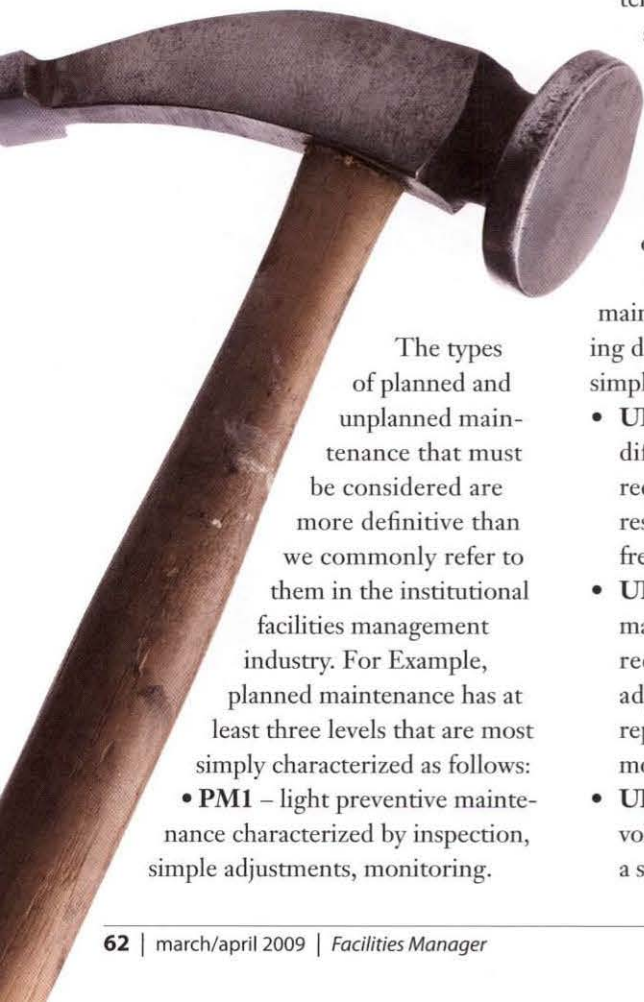 The types
of planned and
unplanned main-
tenance that must
be considered are
more definitive than
we commonly refer to
them in the institutional
facilities management
industry. For Example,
planned maintenance has at
least three levels that are most
simply characterized as follows:
• PM1 – light preventive mainte-
nance characterized by inspection,
simple adjustments, monitoring.
62 | march/april 2009 | Facilities Manager